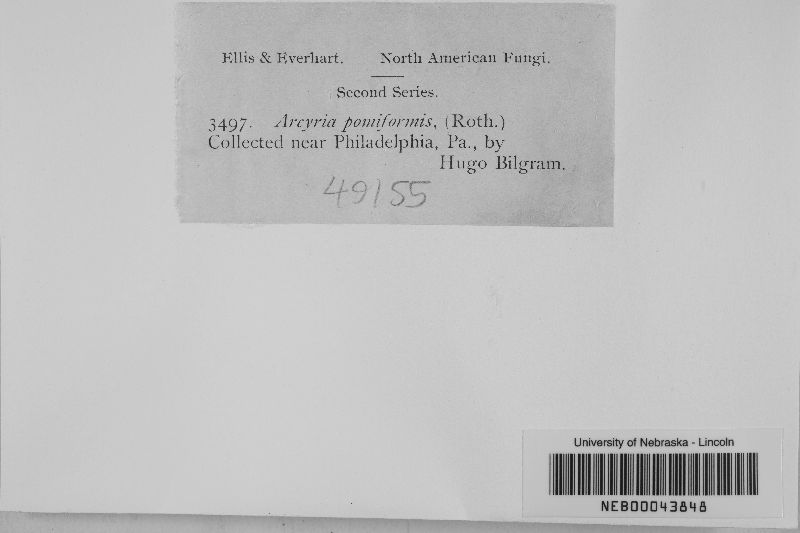 Ellis & Everhart. North American Fungi.
Second Series.
3497. Arcyria pomiformis, (Roth.)
Collected near Philadelphia, Pa., by
Hugo Bilgram.
49155
University of Nebraska - Lincoln
NEB00043848